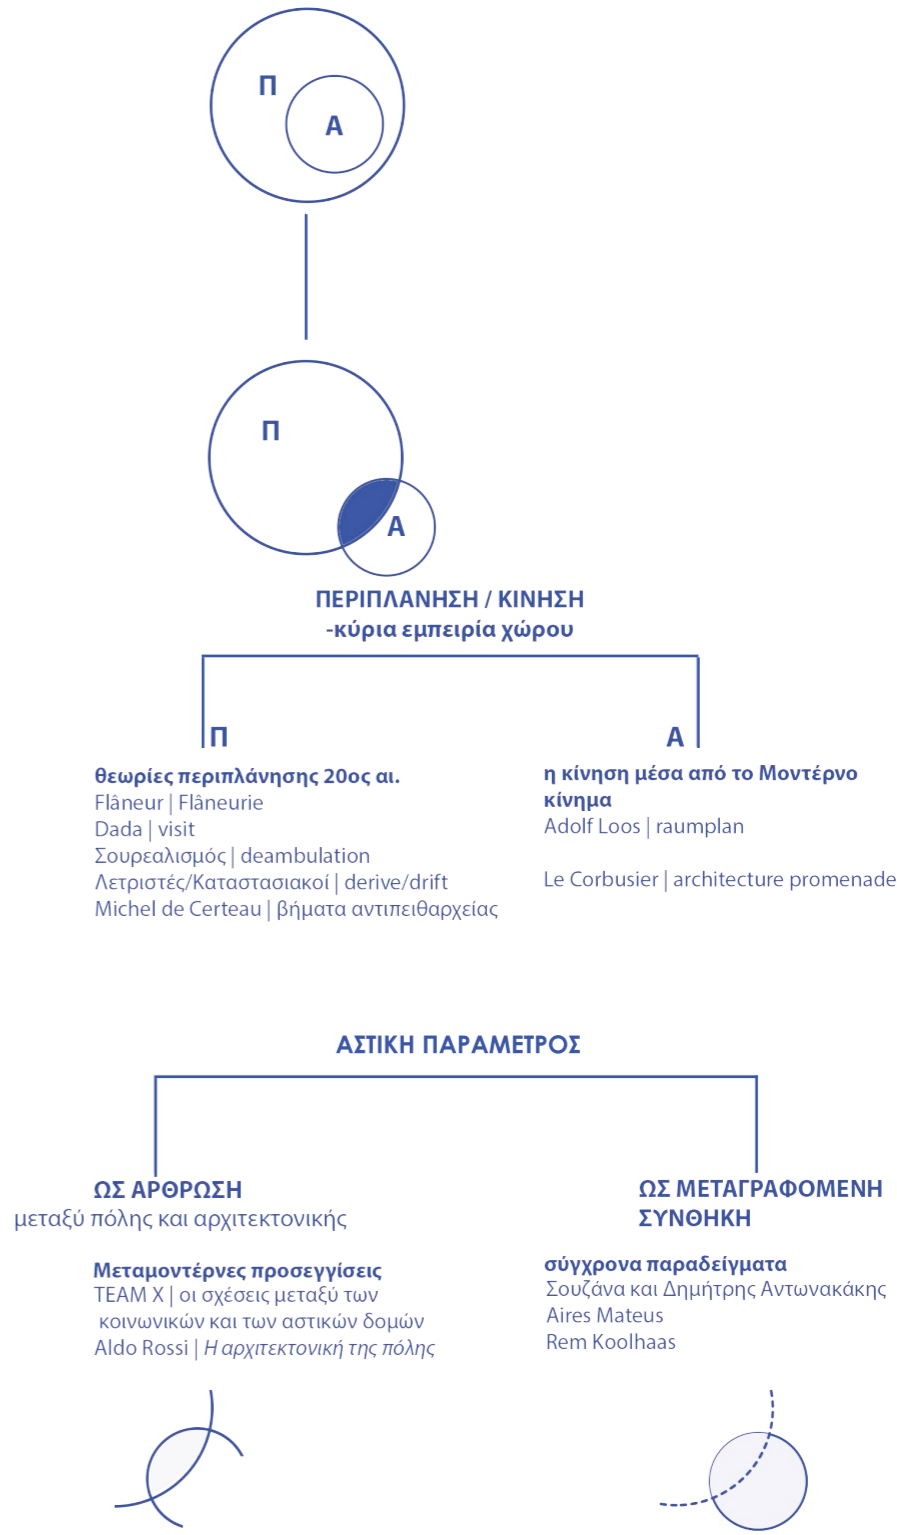 Π
Α
Π
Α
ΠΕΡΙΠΛΑΝΗΣΗ / ΚΙΝΗΣΗ
-κύρια εμπειρία χώρου
Π
θεωρίες περιπλάνησης 20ος αι.
Flâneur | Flâneurie
Dada | visit
Σουρεαλισμός | deambulation
Λετριστές/Καταστασιακοί | derive/drift
Michel de Certeau | βήματα αντιπειθαρχείας
Α
η κίνηση μέσα από το Μοντέρνο
κίνημα
Adolf Loos | raumplan
Le Corbusier | architecture promenade
ΑΣΤΙΚΗ ΠΑΡΑΜΕΤΡΟΣ
ΩΣ ΑΡΘΡΩΣΗ
μεταξύ πόλης και αρχιτεκτονικής
Μεταμοντέρνες προσεγγίσεις
TEAM X | οι σχέσεις μεταξύ των
κοινωνικών και των αστικών δομών
Aldo Rossi | Η αρχιτεκτονική της πόλης
ΩΣ ΜΕΤΑΓΡΑΦΟΜΕΝΗ
ΣΥΝΘΗΚΗ
σύγχρονα παραδείγματα
Σουζάνα και Δημήτρης Αντωνακάκης
Aires Mateus
Rem Koolhaas